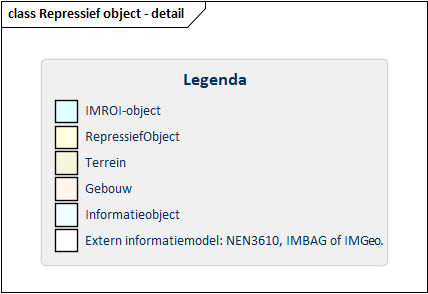 class Repressief object - detail
Legenda
IMROI-object
RepressiefObject
Terrein
Gebouw
Informatieobject
Extern informatiemodel: NEN3610, IMBAG of IMGeo.